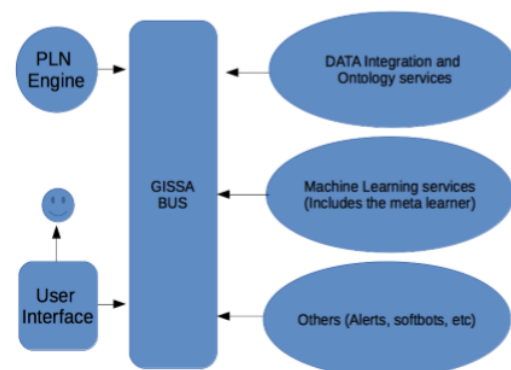 PLN
Engine
DATA Integration and
Ontology services
GISSA
BUS
Machine Learning services
(Includes the meta learner)
User
Interface
Others (Alerts, softbots, etc)